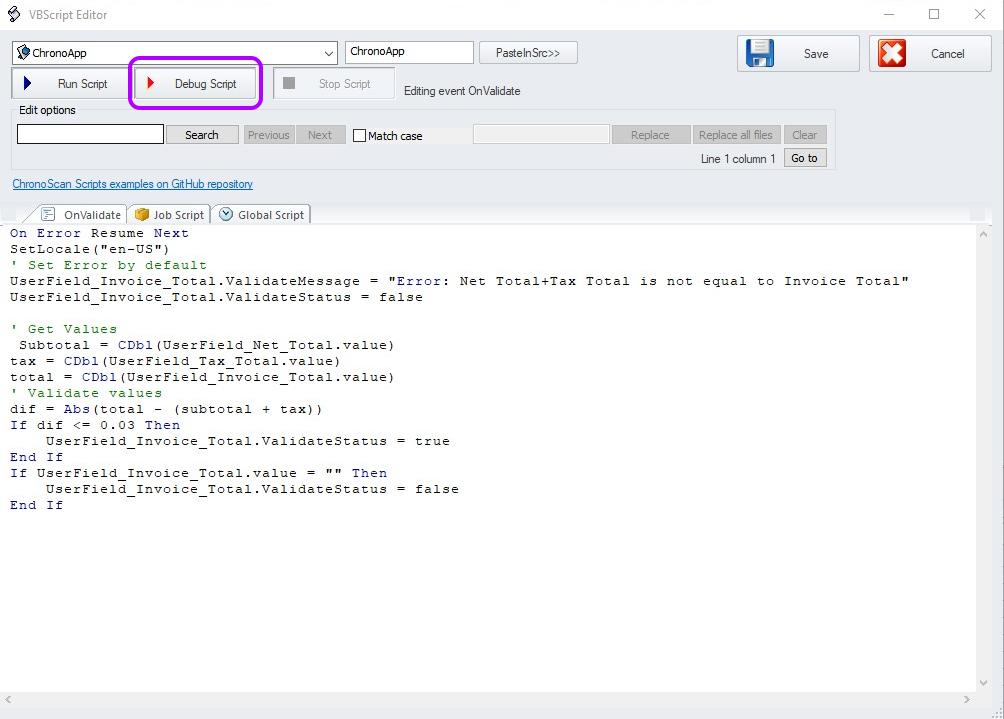 VBScript Editor
ChronoApp
ChronoApp
PasteInSrc>>
Save
Cancel
Run Script
Debug Script
Stop Script
Editing event OnValidate
Edit options
Search
Previous
Next
Match case
Replace
Replace all files
Clear
Line 1 column 1
Go to
ChronoScan Scripts examples on GitHub repository
OnValidate
Job Script
Global Script
On Error Resume Next
SetLocale("en-US")
' Set Error by default
UserField_Invoice_Total.ValidateMessage = "Error: Net Total+Tax Total is not equal to Invoice Total"
UserField_Invoice_Total.ValidateStatus = false
' Get Values
 Subtotal = CDbl(UserField_Net_Total.value)
tax = CDbl(UserField_Tax_Total.value)
total = CDbl(UserField_Invoice_Total.value)
' Validate values
dif = Abs(total - (subtotal + tax))
If dif <= 0.03 Then
    UserField_Invoice_Total.ValidateStatus = true
End If
If UserField_Invoice_Total.value = "" Then
    UserField_Invoice_Total.ValidateStatus = false
End If